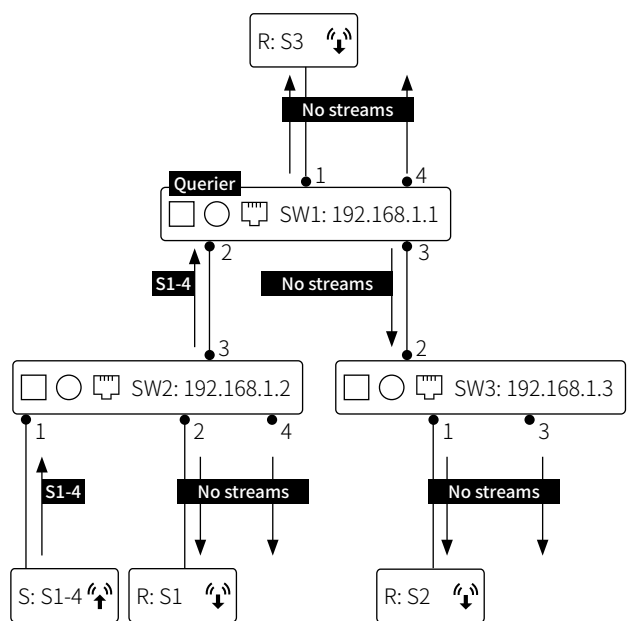 R: S3
No streams
Querier
1
4
SW1: 192.168.1.1
2
3
S1-4
No streams
3
2
SW2: 192.168.1.2
SW3: 192.168.1.3
1
2
4
1
3
S1-4
No streams
No streams
S: S1-4
R: S1
R: S2